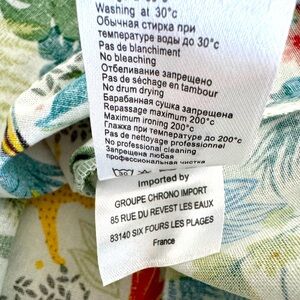 Washing at 30°c
Обычная стирка при
температуре воды до 30°c
Pas de blanchiment
No bleaching
Отбеливание запрещено
Pas de séchage en tambour
No drum drying
Барабанная сушка запрещена
Repassage maximum 200°c
Maximum ironing 200°c
Глажка при температуре до 200°c
Pas de nettoyage professionnel
No professional cleaning
Запрещена любая
профессиональная чистка
Imported by
GROUPE CHRONO IMPORT
85 RUE DU REVEST LES EAUX
83140 SIX FOURS LES PLAGES
France